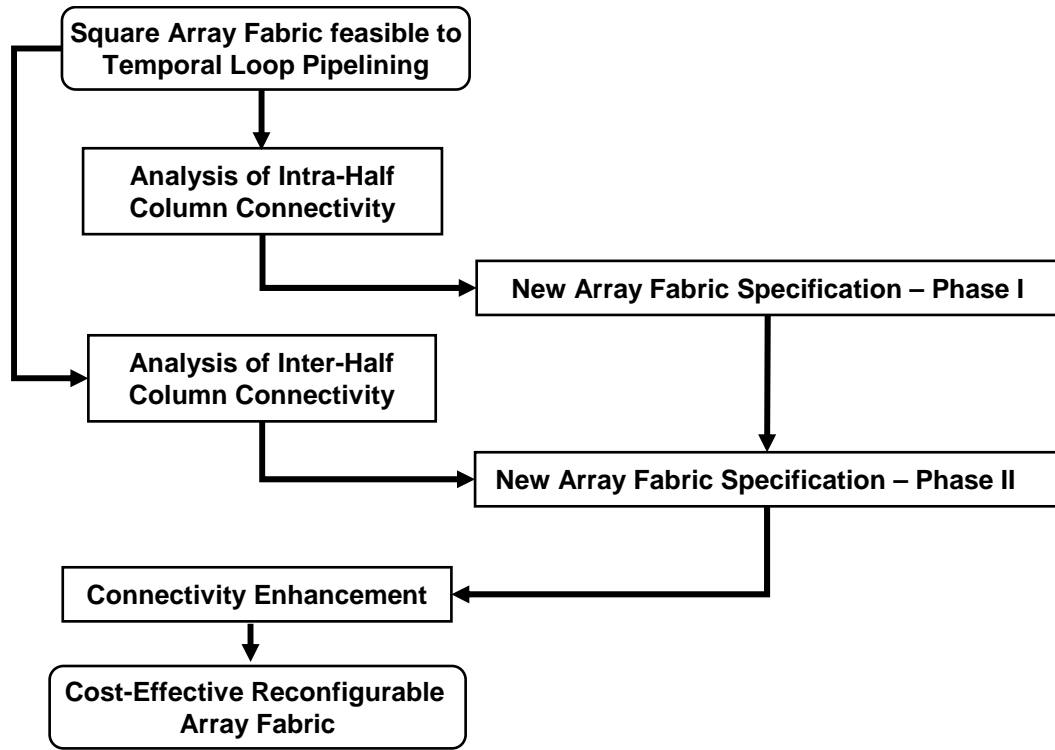 Square Array Fabric feasible to
Temporal Loop Pipelining
Analysis of Intra-Half
Column Connectivity
New Array Fabric Specification – Phase I
Analysis of Inter-Half
Column Connectivity
New Array Fabric Specification – Phase II
Connectivity Enhancement
Cost-Effective Reconfigurable
Array Fabric